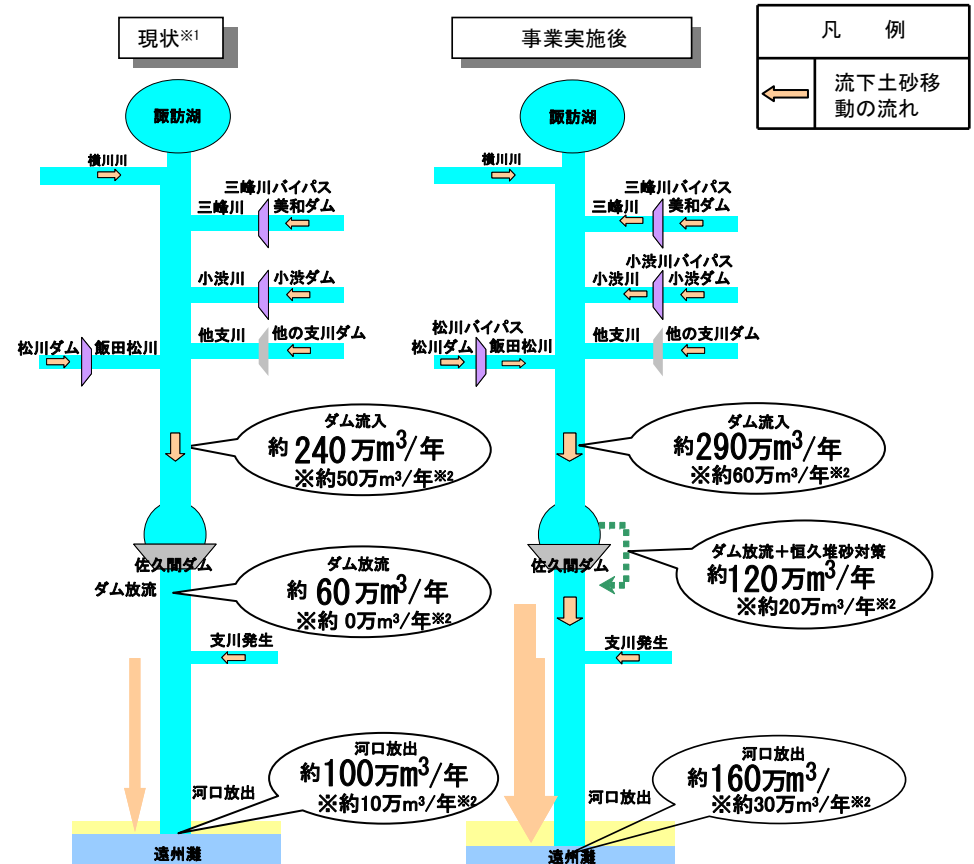 現状※1
諏訪湖
横川川
三峰川バイパス
三峰川 美和ダム
小渋川 小渋ダム
他支川 他の支川ダム
松川ダム 飯田松川
ダム流入
約240万m³/年
※約50万m³/年※2
佐久間ダム
ダム放流
ダム放流
約 60万m³/年
※約 0万m³/年※2
支川発生
河口放出
河口放出
約100万m³/年
※約10万m³/年※2
遠州灘
事業実施後
諏訪湖
横川川
三峰川バイパス
三峰川 美和ダム
小渋川バイパス
小渋川 小渋ダム
他支川 他の支川ダム
松川バイパス
松川ダム 飯田松川
ダム流入
約290万m³/年
※約60万m³/年※2
佐久間ダム
ダム放流+恒久堆砂対策
約120万m³/年
※約20万m³/年※2
支川発生
河口放出
河口放出
約160万m³/
※約30万m³/年※2
遠州灘
凡 例
流下土砂移
動の流れ